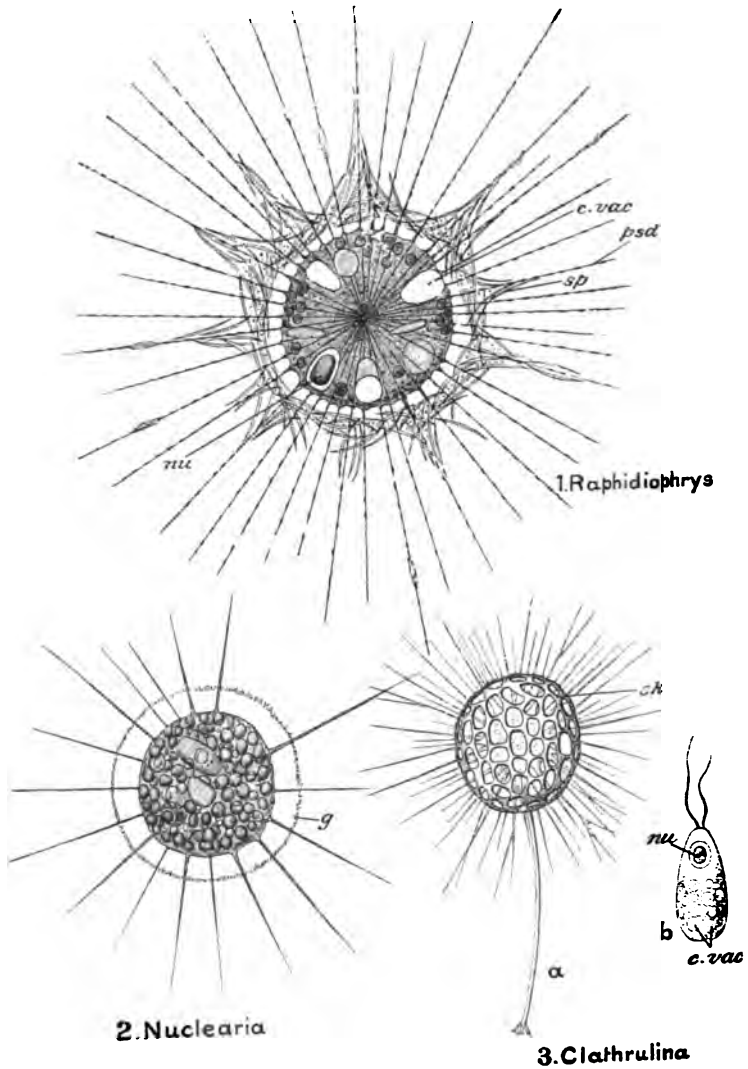 c.vac
psd
sp
nu
1.Raphidiophrys
sk
g
nu
b
c.vac
a
2.Nuclearia
3.Clathrulina